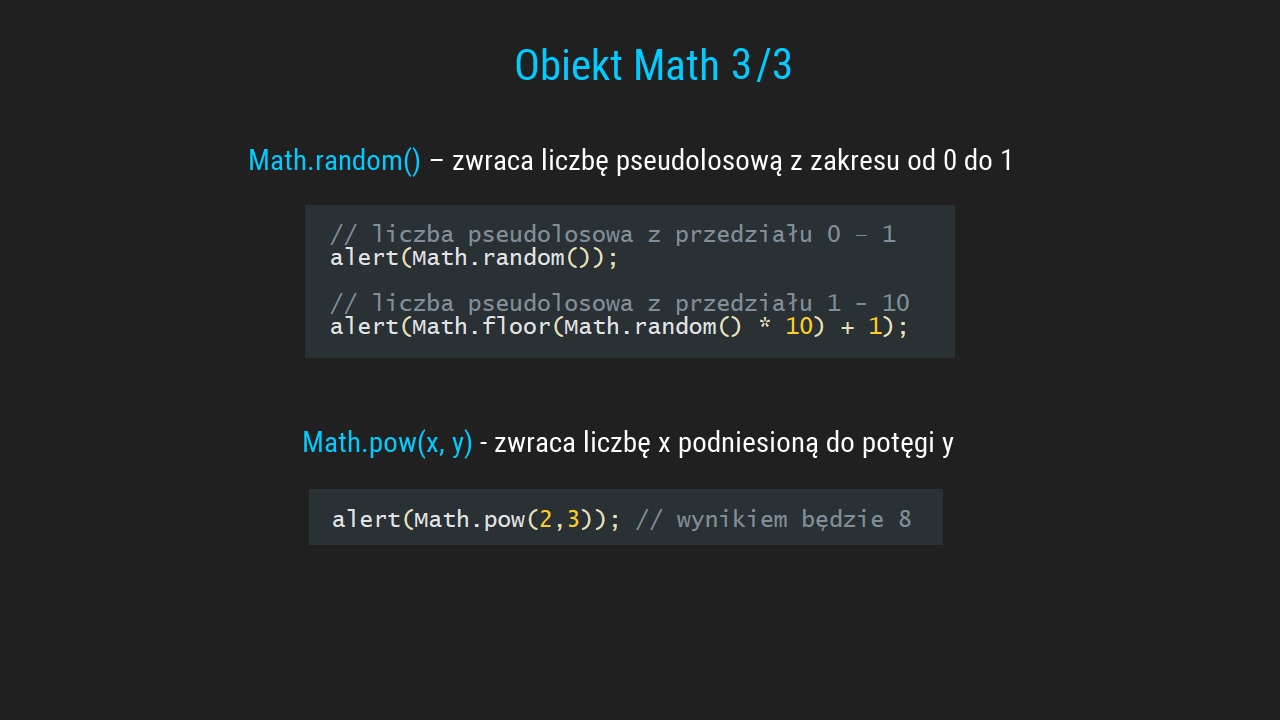 Obiekt Math 3/3
Math.random() – zwraca liczbę pseudolosową z zakresu od 0 do 1
// liczba pseudolosowa z przedziału 0 – 1
alert(Math.random());
// liczba pseudolosowa z przedziału 1 – 10
alert(Math.floor(Math.random() * 10) + 1);
Math.pow(x, y) - zwraca liczbę x podniesioną do potęgi y
alert(Math.pow(2,3)); // wynikiem będzie 8